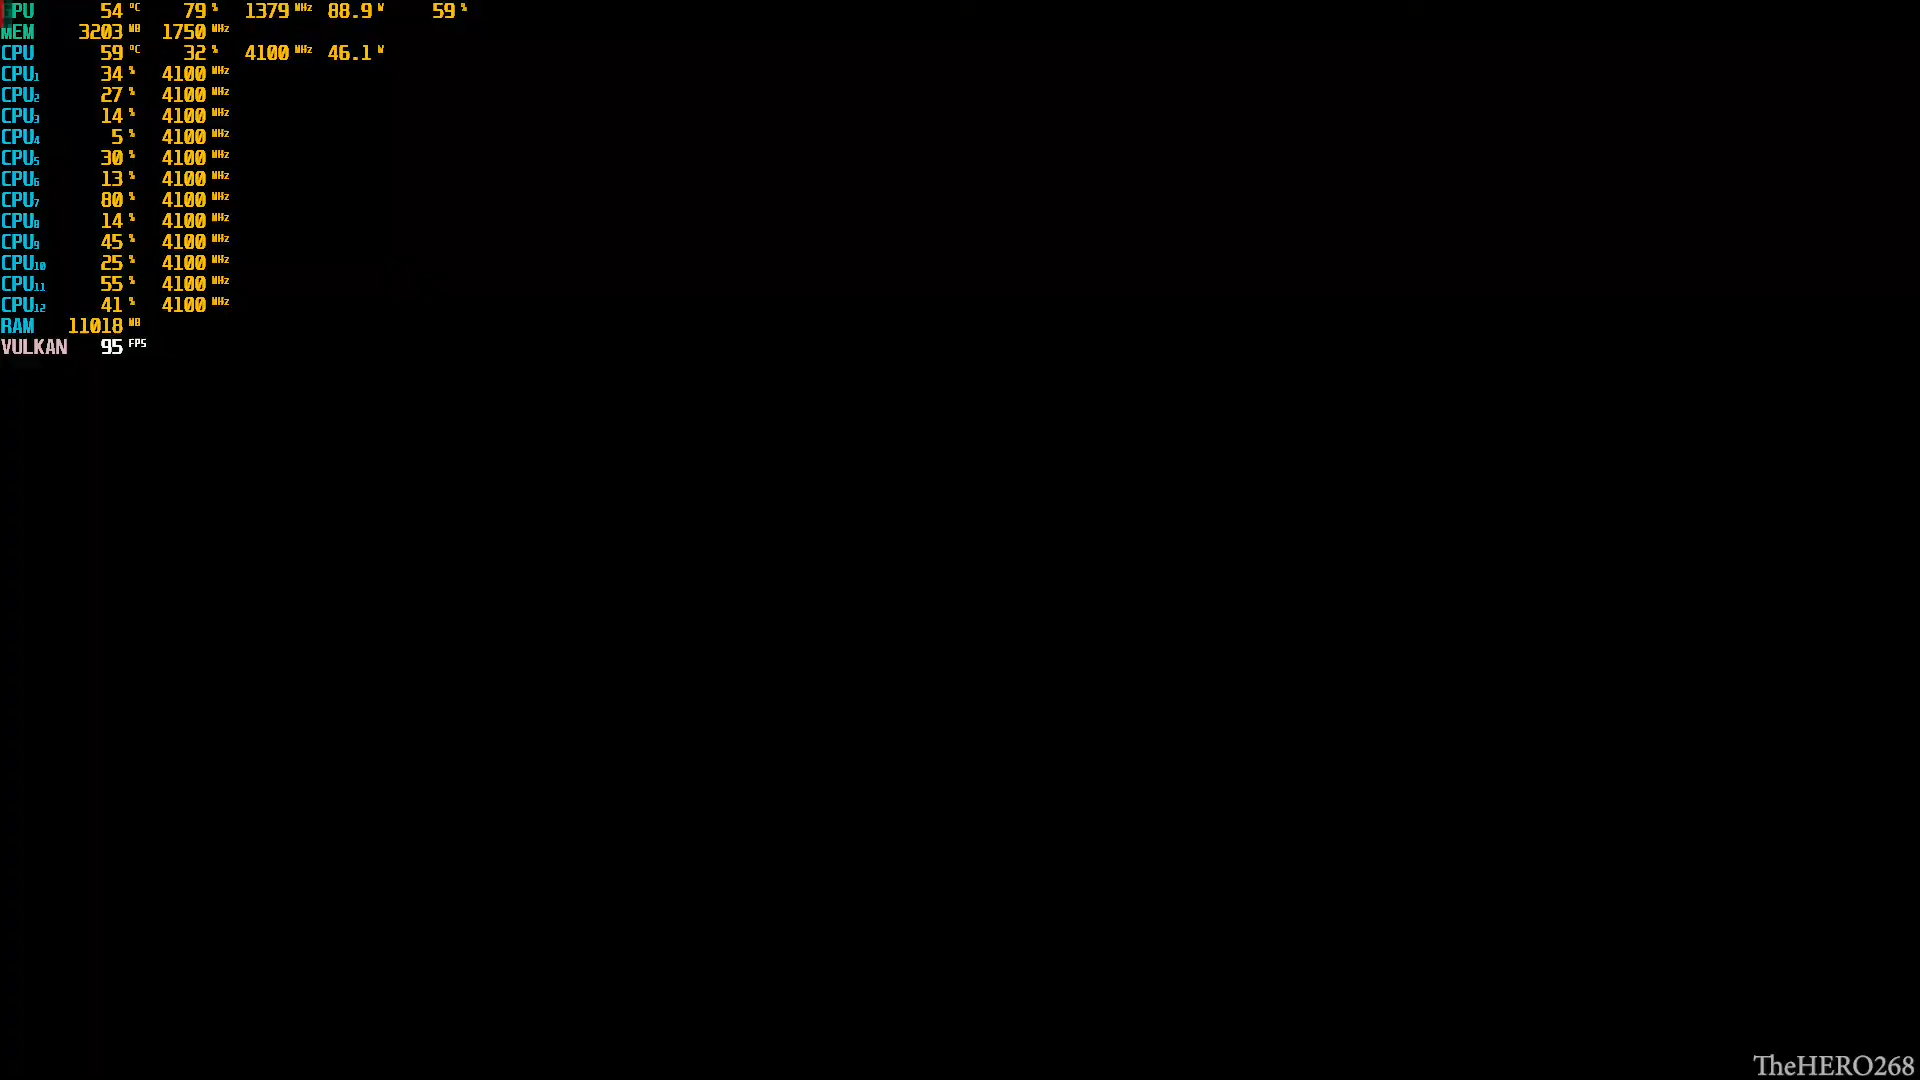 GPU 54 °C 79 % 1379 MHz 88.9 W 59 %
MEM 3203 MB 1750 MHz
CPU 59 °C 32 % 4100 MHz 46.1 W
CPU1 34 % 4100 MHz
CPU2 27 % 4100 MHz
CPU3 14 % 4100 MHz
CPU4 5 % 4100 MHz
CPU5 30 % 4100 MHz
CPU6 13 % 4100 MHz
CPU7 80 % 4100 MHz
CPU8 14 % 4100 MHz
CPU9 45 % 4100 MHz
CPU10 25 % 4100 MHz
CPU11 55 % 4100 MHz
CPU12 41 % 4100 MHz
RAM 11018 MB
VULKAN 95 FPS
TheHERO268